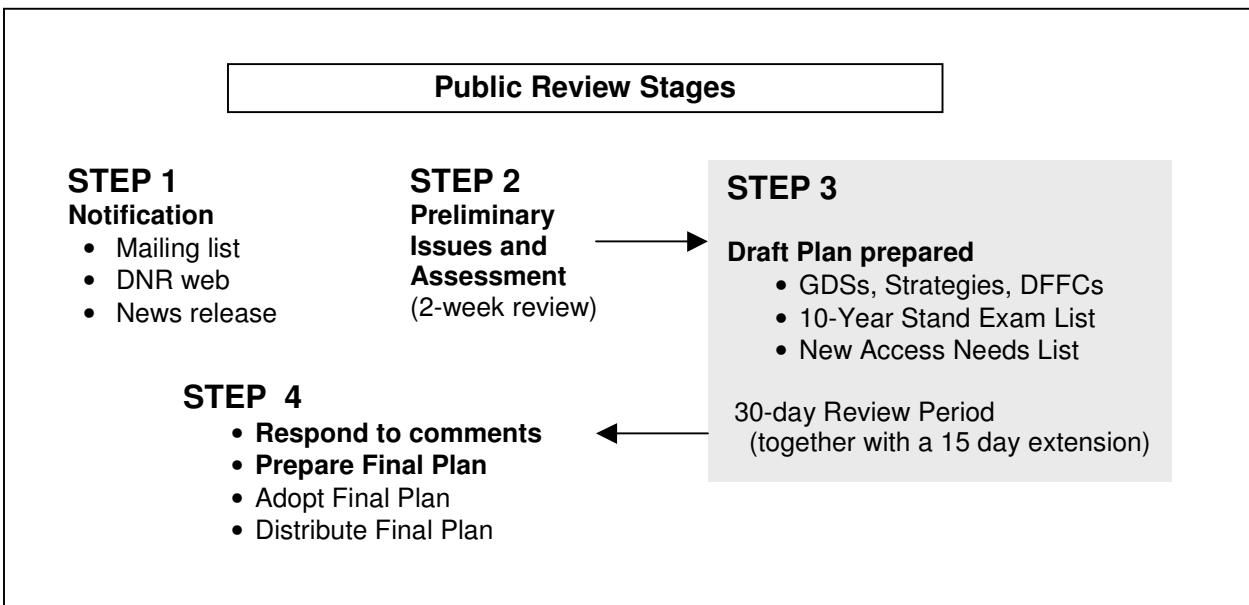 Public Review Stages
STEP 1
Notification
• Mailing list
• DNR web
• News release
STEP 2
Preliminary
Issues and
Assessment
(2-week review)
STEP 3
Draft Plan prepared
• GDSs, Strategies, DFFCs
• 10-Year Stand Exam List
• New Access Needs List
30-day Review Period
(together with a 15 day extension)
STEP 4
• Respond to comments
• Prepare Final Plan
• Adopt Final Plan
• Distribute Final Plan